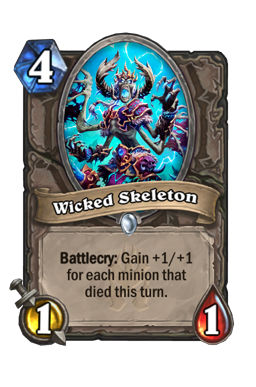 4
Wicked Skeleton
Battlecry: Gain +1/+1
for each minion that
died this turn.
1 1